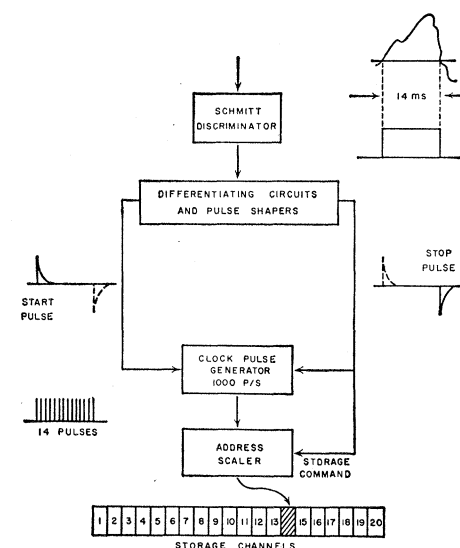 14 ms
SCHMITT
DISCRIMINATOR
DIFFERENTIATING CIRCUITS
AND PULSE SHAPERS
START
PULSE
STOP
PULSE
CLOCK PULSE
GENERATOR
1000 P/S
14 PULSES
ADDRESS
SCALER
STORAGE
COMMAND
1 2 3 4 5 6 7 8 9 10 11 12 13 15 16 17 18 19 20
STORAGE CHANNELS